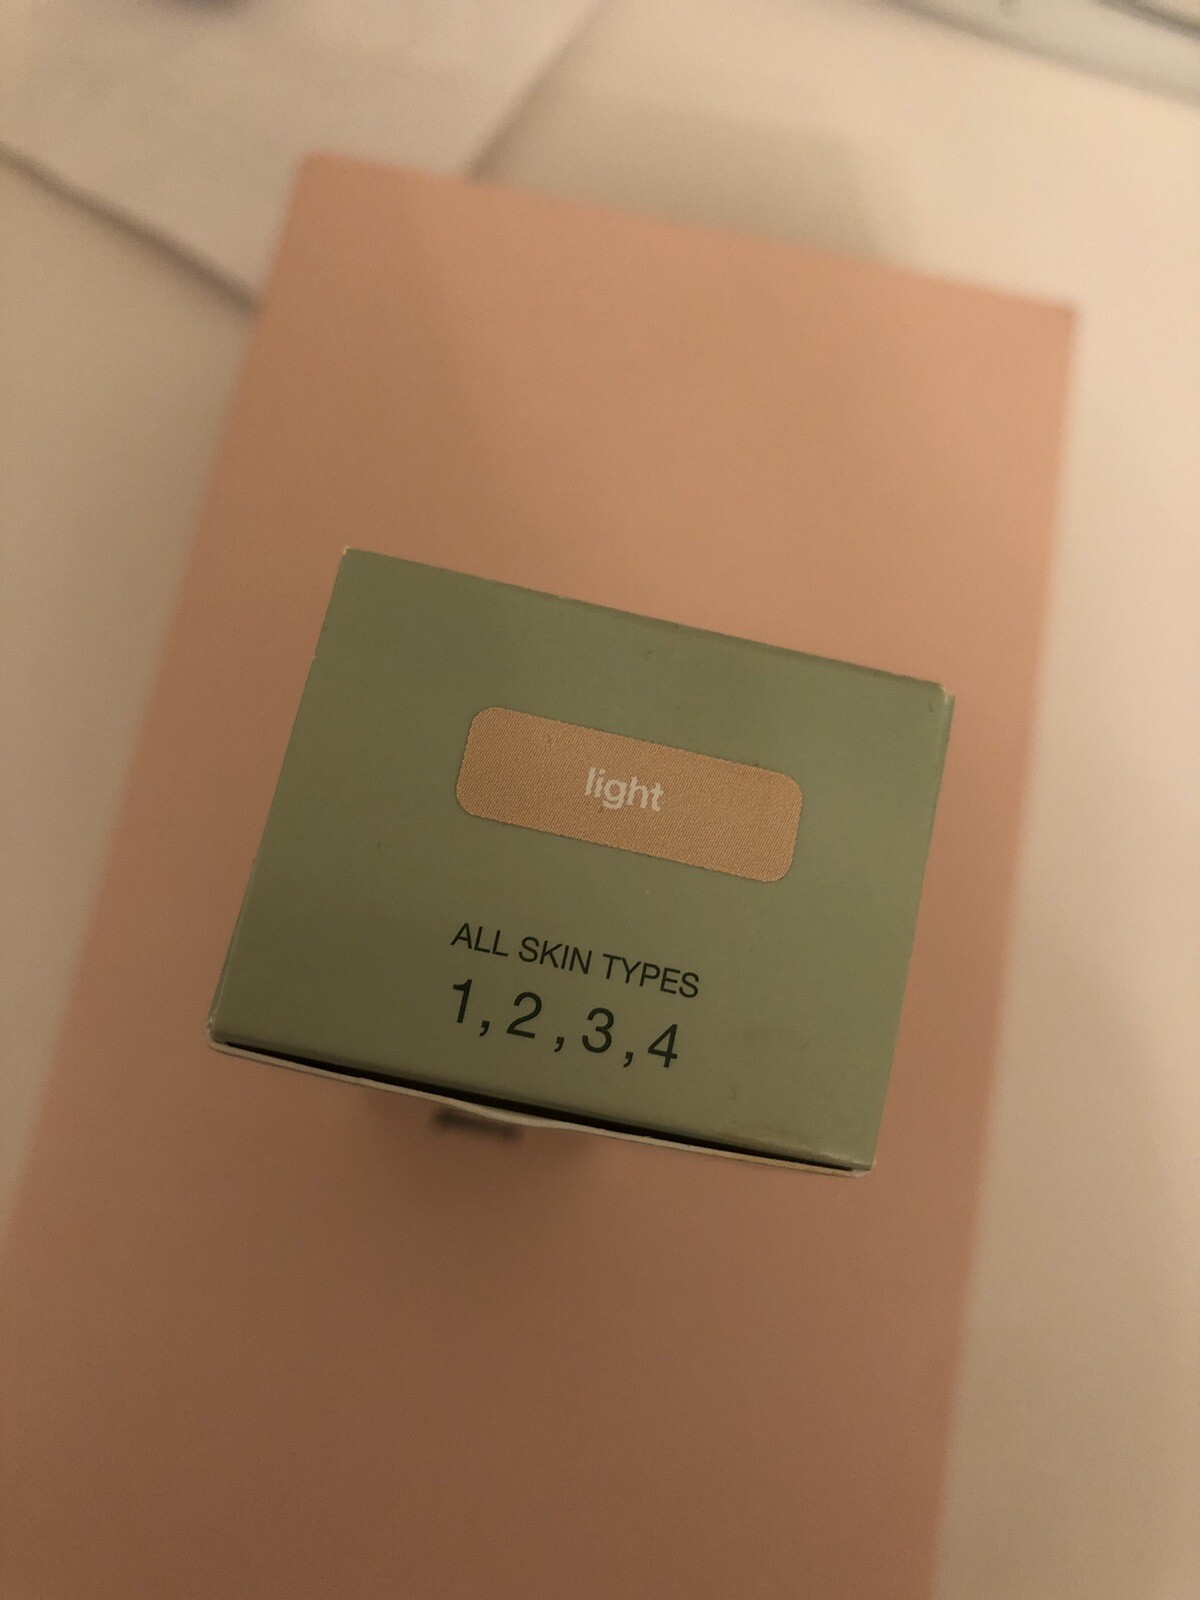 light
ALL SKIN TYPES
1, 2, 3, 4